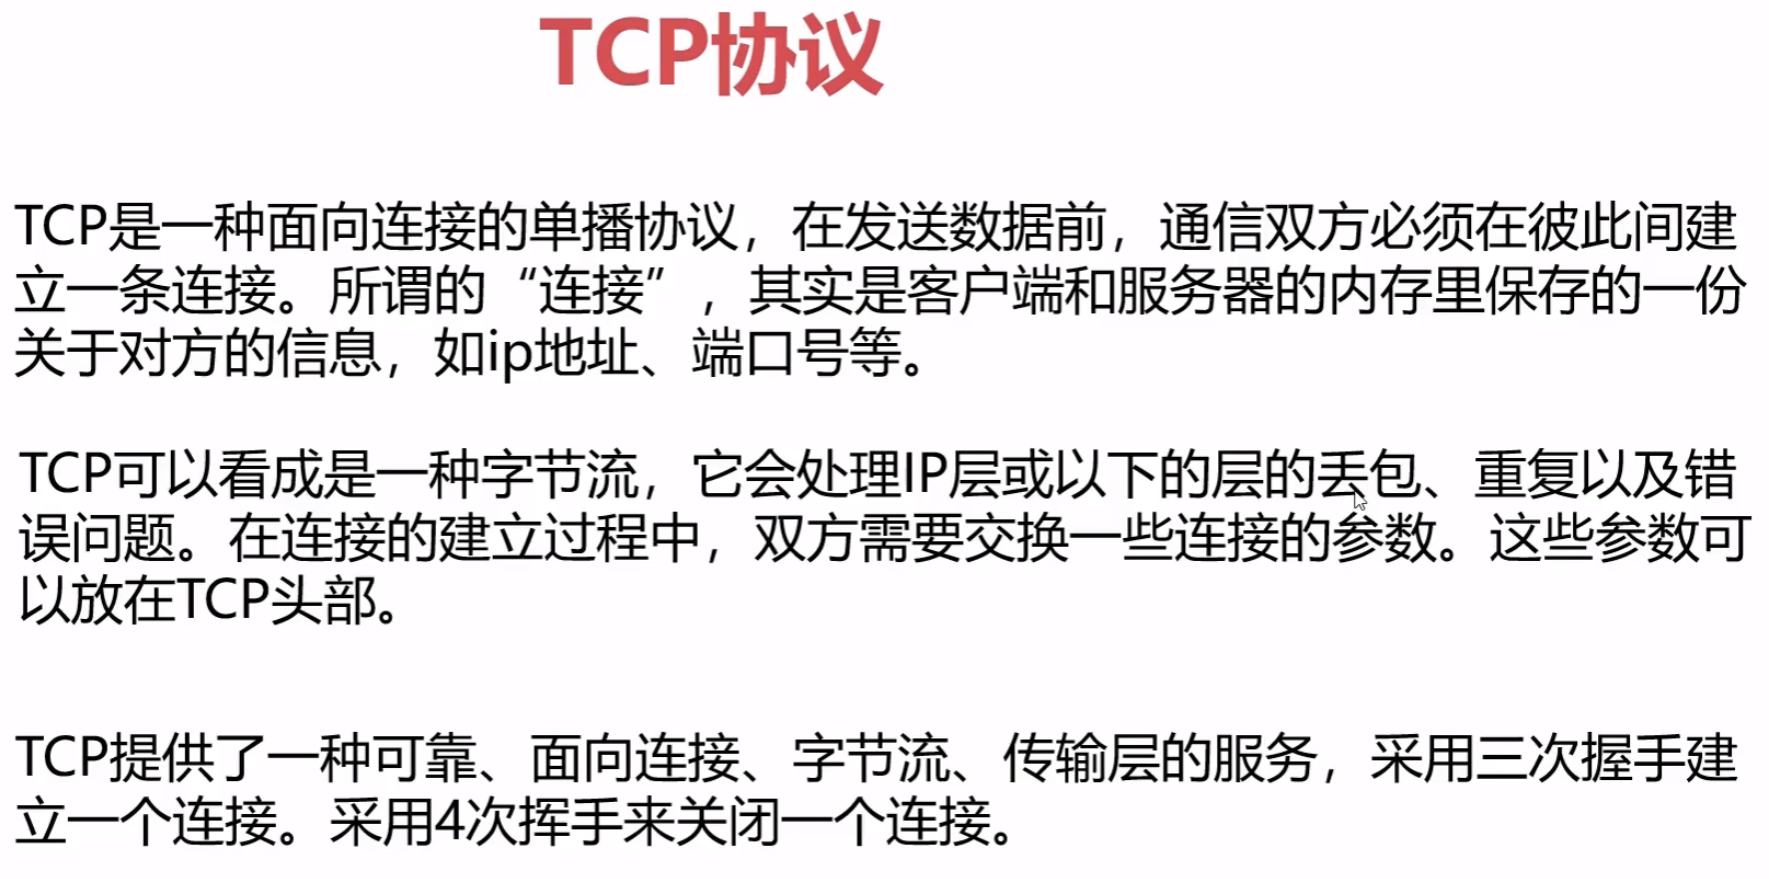 TCP协议
TCP是一种面向连接的单播协议，在发送数据前，通信双方必须在彼此间建
立一条连接。所谓的“连接”，其实是客户端和服务器的内存里保存的一份
关于对方的信息，如ip地址、端口号等。
TCP可以看成是一种字节流，它会处理IP层或以下的层的丢包、重复以及错
误问题。在连接的建立过程中，双方需要交换一些连接的参数。这些参数可
以放在TCP头部。
TCP提供了一种可靠、面向连接、字节流、传输层的服务，采用三次握手建
立一个连接。采用4次挥手来关闭一个连接。